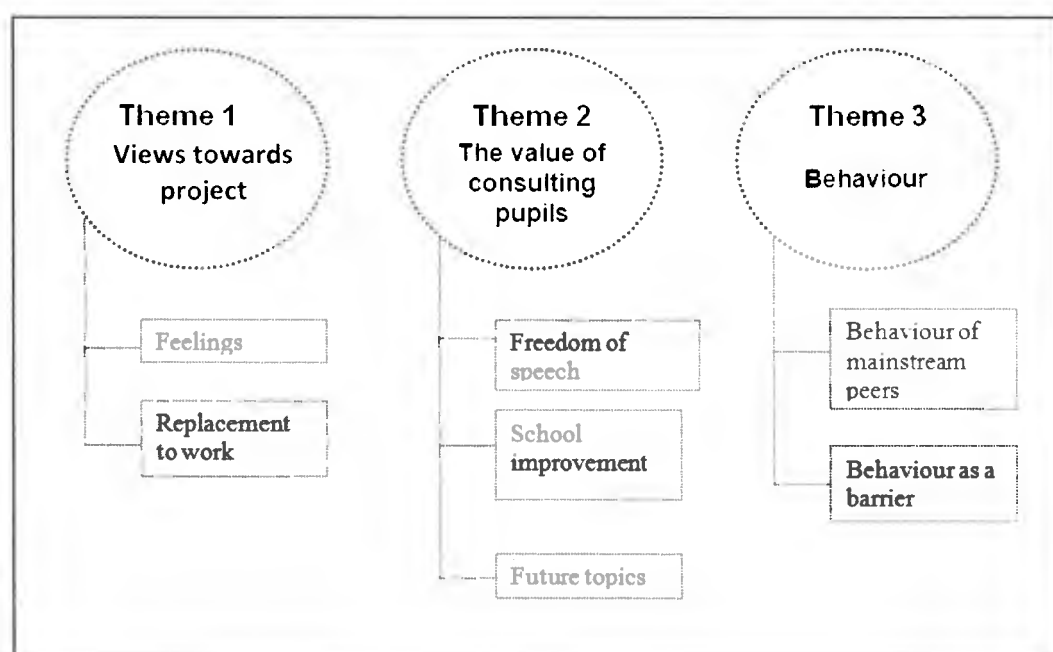 Theme 1
Views towards
project
Feelings
Replacement
to work
Theme 2
The value of
consulting
pupils
Freedom of
speech
School
improvement
Future topics
Theme 3
Behaviour
Behaviour of
mainstream
peers
Behaviour as a
barrier